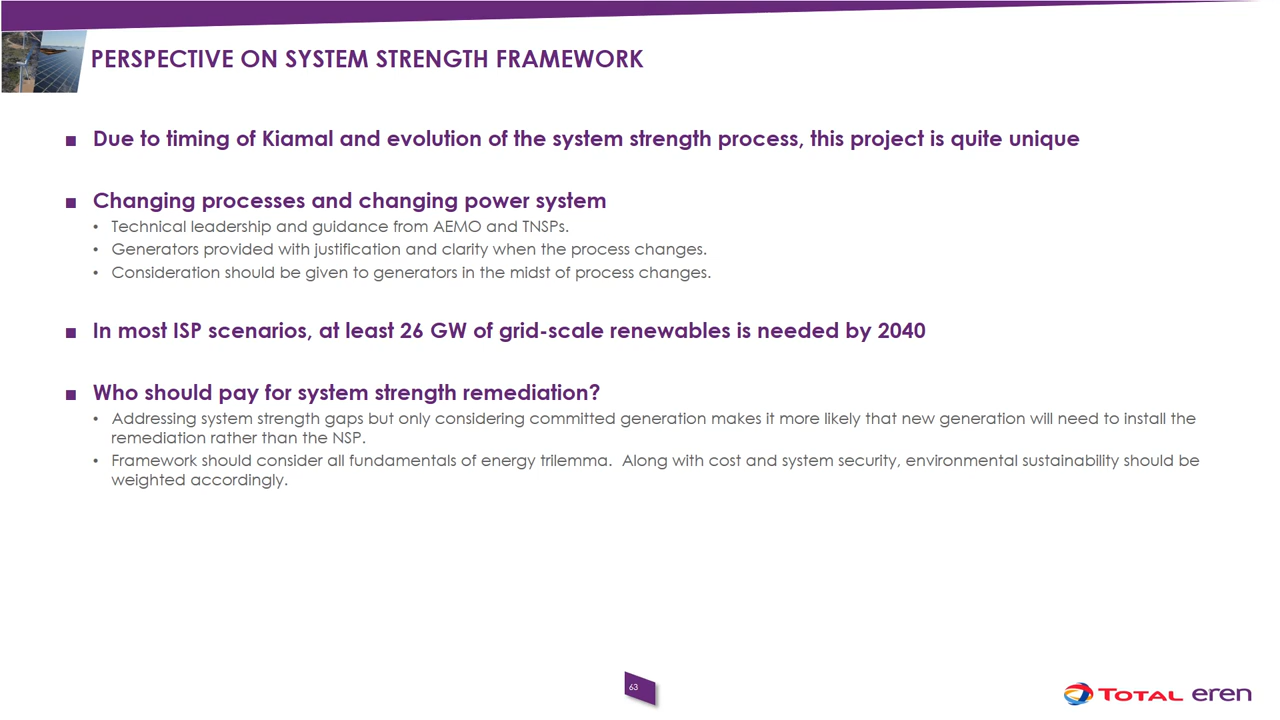 PERSPECTIVE ON SYSTEM STRENGTH FRAMEWORK
■ Due to timing of Kiamal and evolution of the system strength process, this project is quite unique
■ Changing processes and changing power system
• Technical leadership and guidance from AEMO and TNSPs.
• Generators provided with justification and clarity when the process changes.
• Consideration should be given to generators in the midst of process changes.
■ In most ISP scenarios, at least 26 GW of grid-scale renewables is needed by 2040
■ Who should pay for system strength remediation?
• Addressing system strength gaps but only considering committed generation makes it more likely that new generation will need to install the
remediation rather than the NSP.
• Framework should consider all fundamentals of energy trilemma.  Along with cost and system security, environmental sustainability should be
weighted accordingly.
63
TOTAL eren